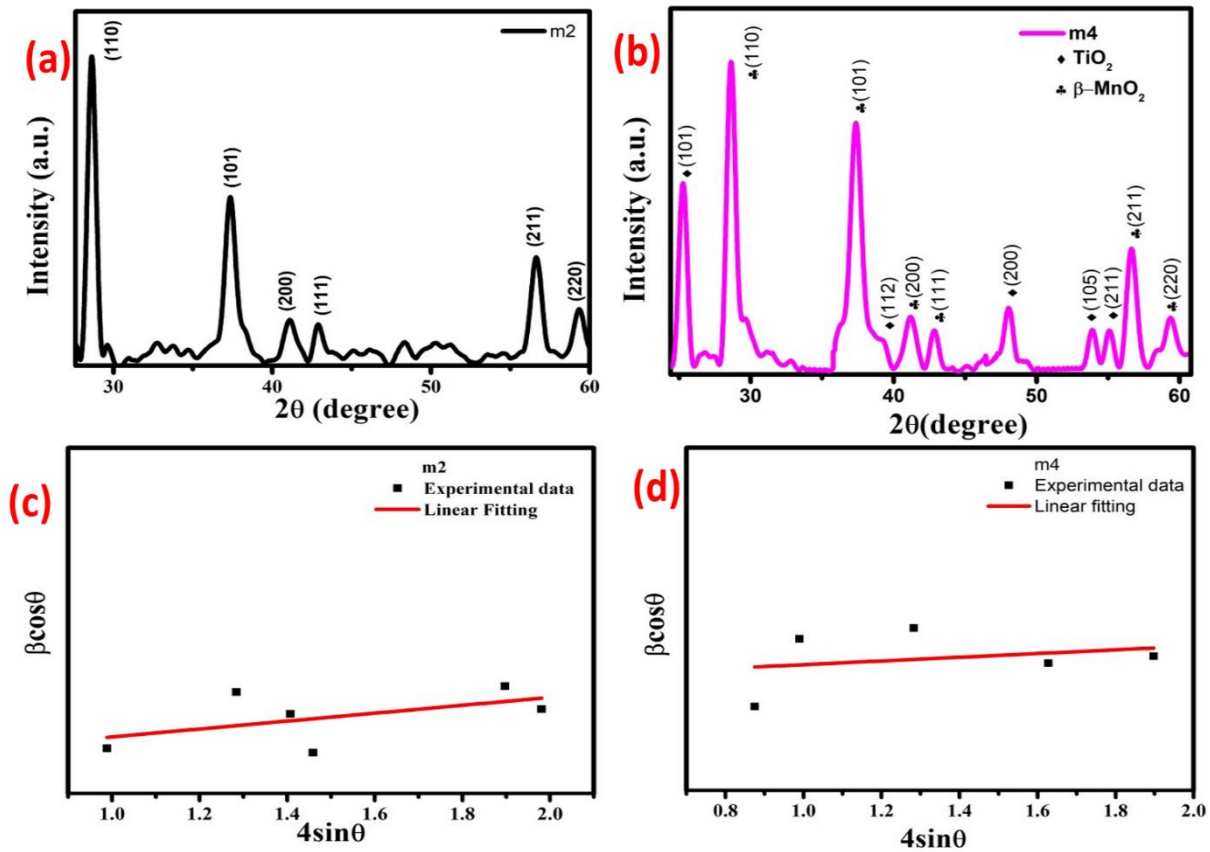 (a)
m2
(110)
(101)
(200)
(111)
(211)
(220)
Intensity (a.u.)
30
40
50
60
2θ (degree)
(b)
m4
♦ TiO₂
♣ β−MnO₂
♦(101)
♣(110)
♣(101)
♦(112)
♣(200)
♣(111)
♦(200)
♦(105)
♦(211)
♣(211)
♣(220)
Intensity (a.u.)
30
40
50
60
2θ(degree)
(c)
m2
Experimental data
Linear Fitting
βcosθ
1.0
1.2
1.4
1.6
1.8
2.0
4sinθ
(d)
m4
Experimental data
Linear fitting
βcosθ
0.8
1.0
1.2
1.4
1.6
1.8
2.0
4sinθ